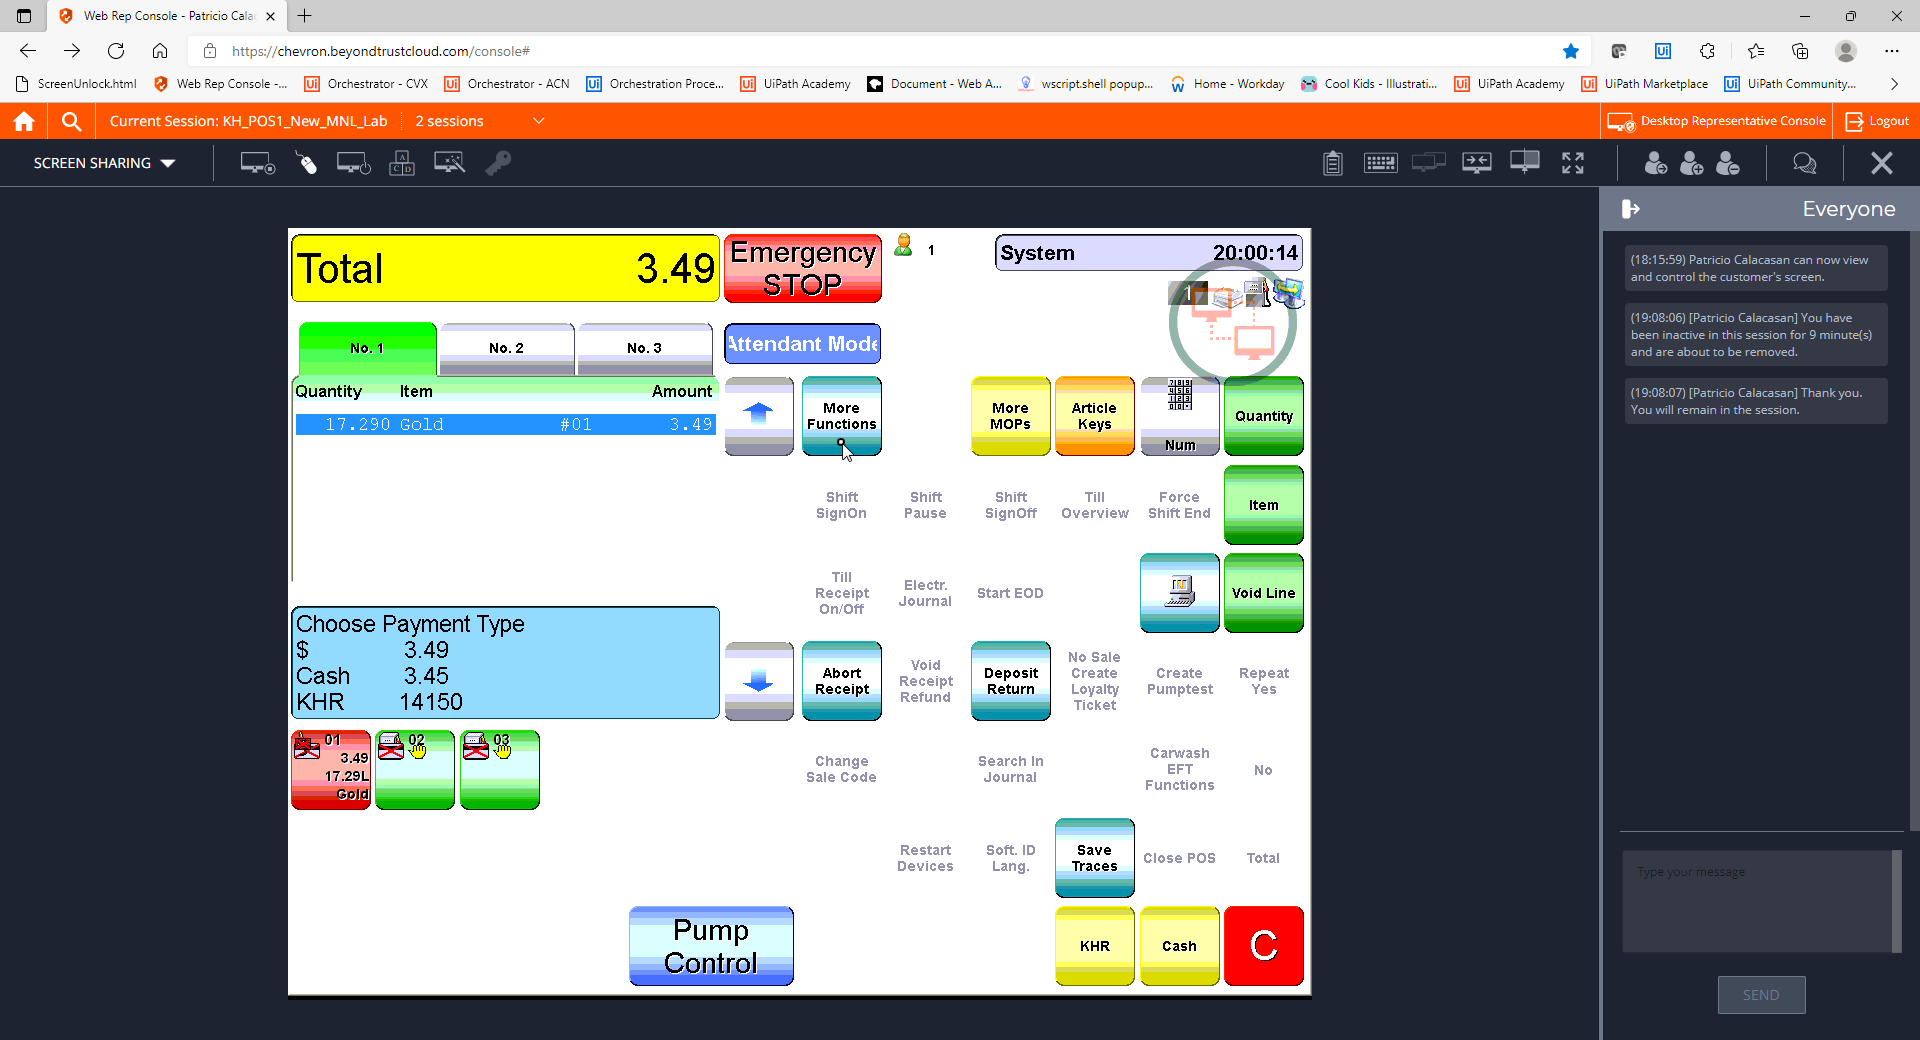 Web Rep Console - Patricio Cala
https://chevron.beyondtrustcloud.com/console#
ScreenUnlock.html
Web Rep Console -...
Orchestrator - CVX
Orchestrator - ACN
Orchestration Proce...
UiPath Academy
Document - Web A...
wscript.shell popup...
Home - Workday
Cool Kids - Illustrati...
UiPath Academy
UiPath Marketplace
UiPath Community...
Current Session: KH_POS1_New_MNL_Lab
2 sessions
Desktop Representative Console
Logout
SCREEN SHARING
Everyone
(18:15:59) Patricio Calacasan can now view
and control the customer's screen.
(19:08:06) [Patricio Calacasan] You have
been inactive in this session for 9 minute(s)
and are about to be removed.
(19:08:07) [Patricio Calacasan] Thank you.
You will remain in the session.
Type your message
SEND
Total 3.49
Emergency
STOP
1
System 20:00:14
1
No. 1
No. 2
No. 3
Attendant Mode
Quantity Item Amount
17.290 Gold #01 3.49
More
Functions
More
MOPs
Article
Keys
Num
Quantity
Shift
SignOn
Shift
Pause
Shift
SignOff
Till
Overview
Force
Shift End
Item
Till
Receipt
On/Off
Electr.
Journal
Start EOD
Void Line
Choose Payment Type
$ 3.49
Cash 3.45
KHR 14150
Abort
Receipt
Void
Receipt
Refund
Deposit
Return
No Sale
Create
Loyalty
Ticket
Create
Pumptest
Repeat
Yes
01
3.49
17.29L
Gold
02
03
Change
Sale Code
Search In
Journal
Carwash
EFT
Functions
No
Restart
Devices
Soft. ID
Lang.
Save
Traces
Close POS
Total
Pump
Control
KHR
Cash
C